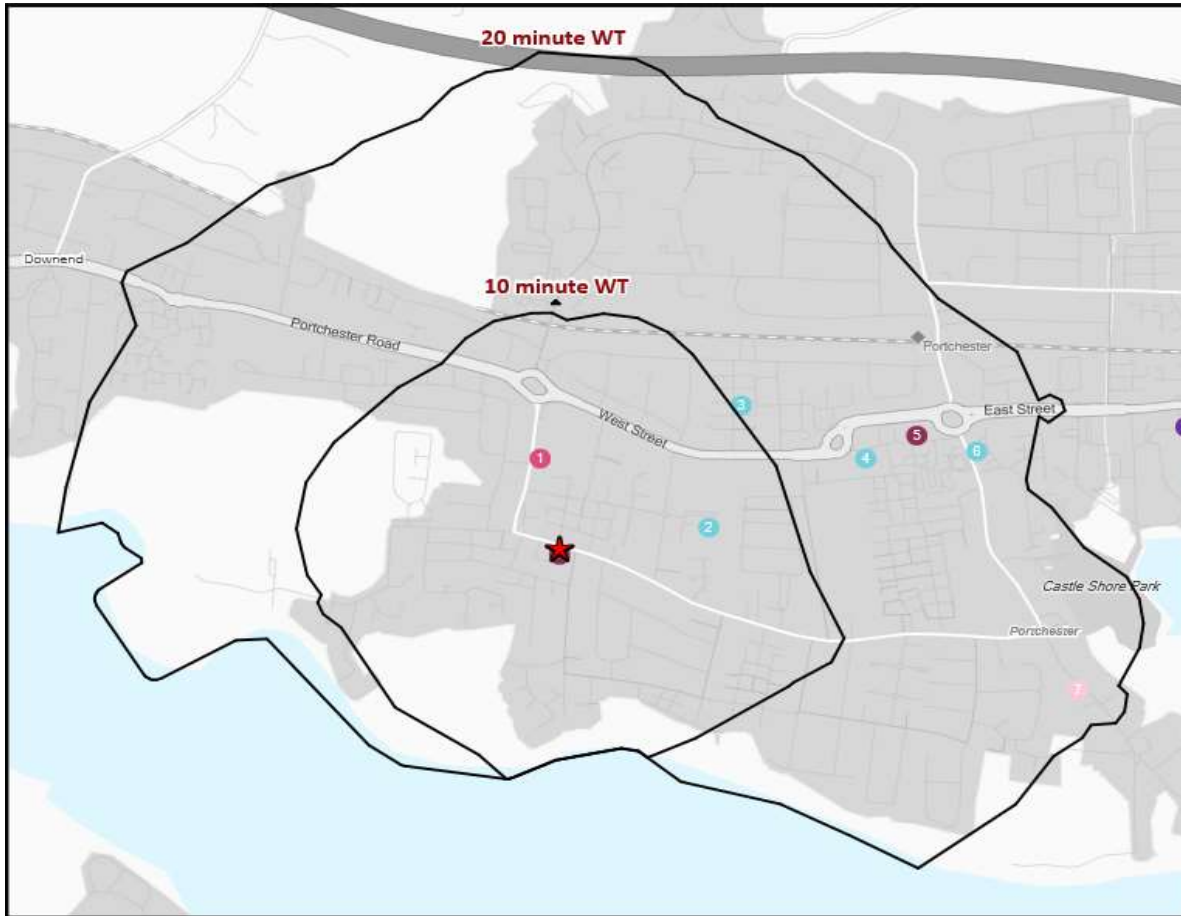 20 minute WT
Downend
10 minute WT
Portchester Road
Portchester
3
West Street
East Street
1
5
4
6
2
Castle Shore Park
Portchester
7